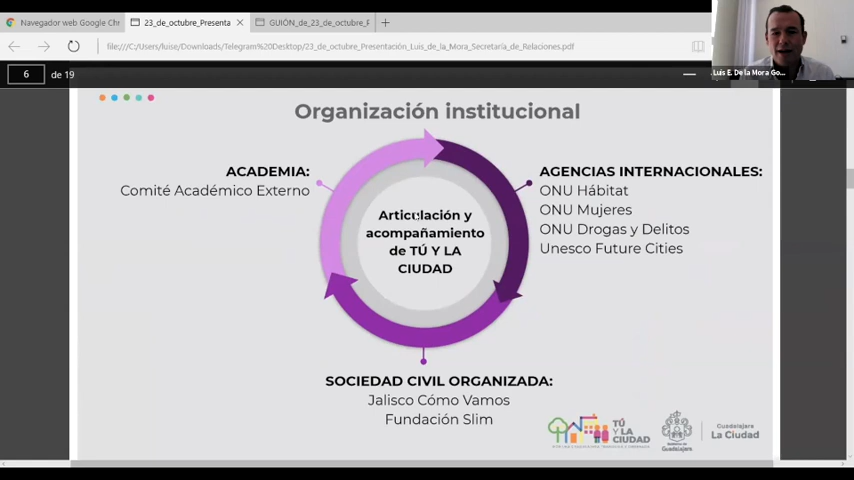 Navegador web Google Chr
23_de_octubre_Presenta
GUIÓN_de_23_de_octubre_F
file:///C:/Users/luise/Downloads/Telegram%20Desktop/23_de_octubre_Presentación_Luis_de_la_Mora_Secretaría_de_Relaciones.pdf
Luis E. De la Mora Go...
6 de 19
Organización institucional
ACADEMIA:
Comité Académico Externo
AGENCIAS INTERNACIONALES:
ONU Hábitat
ONU Mujeres
ONU Drogas y Delitos
Unesco Future Cities
Articulación y
acompañamiento
de TÚ Y LA
CIUDAD
SOCIEDAD CIVIL ORGANIZADA:
Jalisco Cómo Vamos
Fundación Slim
TÚ
Y LA
CIUDAD
Guadalajara
Guadalajara
La Ciudad